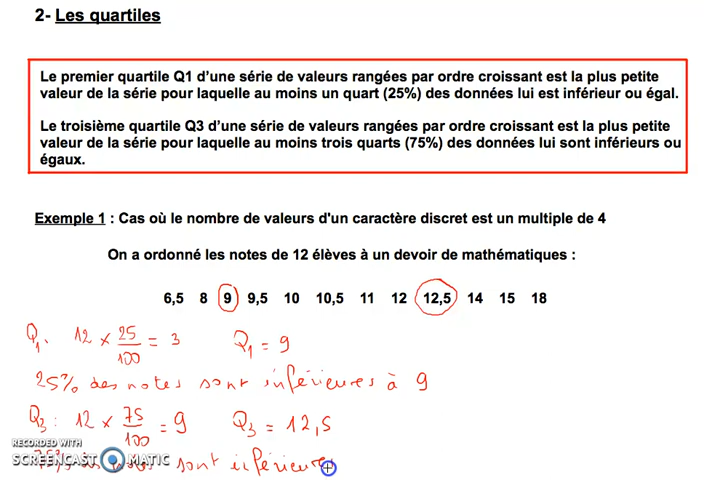 2- Les quartiles
Le premier quartile Q1 d'une série de valeurs rangées par ordre croissant est la plus petite
valeur de la série pour laquelle au moins un quart (25%) des données lui est inférieur ou égal.
Le troisième quartile Q3 d'une série de valeurs rangées par ordre croissant est la plus petite
valeur de la série pour laquelle au moins trois quarts (75%) des données lui sont inférieurs ou
égaux.
Exemple 1 : Cas où le nombre de valeurs d'un caractère discret est un multiple de 4
On a ordonné les notes de 12 élèves à un devoir de mathématiques :
6,5 8 9 9,5 10 10,5 11 12 12,5 14 15 18
Q1. 12 × 25/100 = 3 Q1 = 9
25% des notes sont inférieures à 9
Q3: 12 × 75/100 = 9 Q3 = 12,5
RECORDED WITH
SCREENCAST MATIC
75% sont inférieures